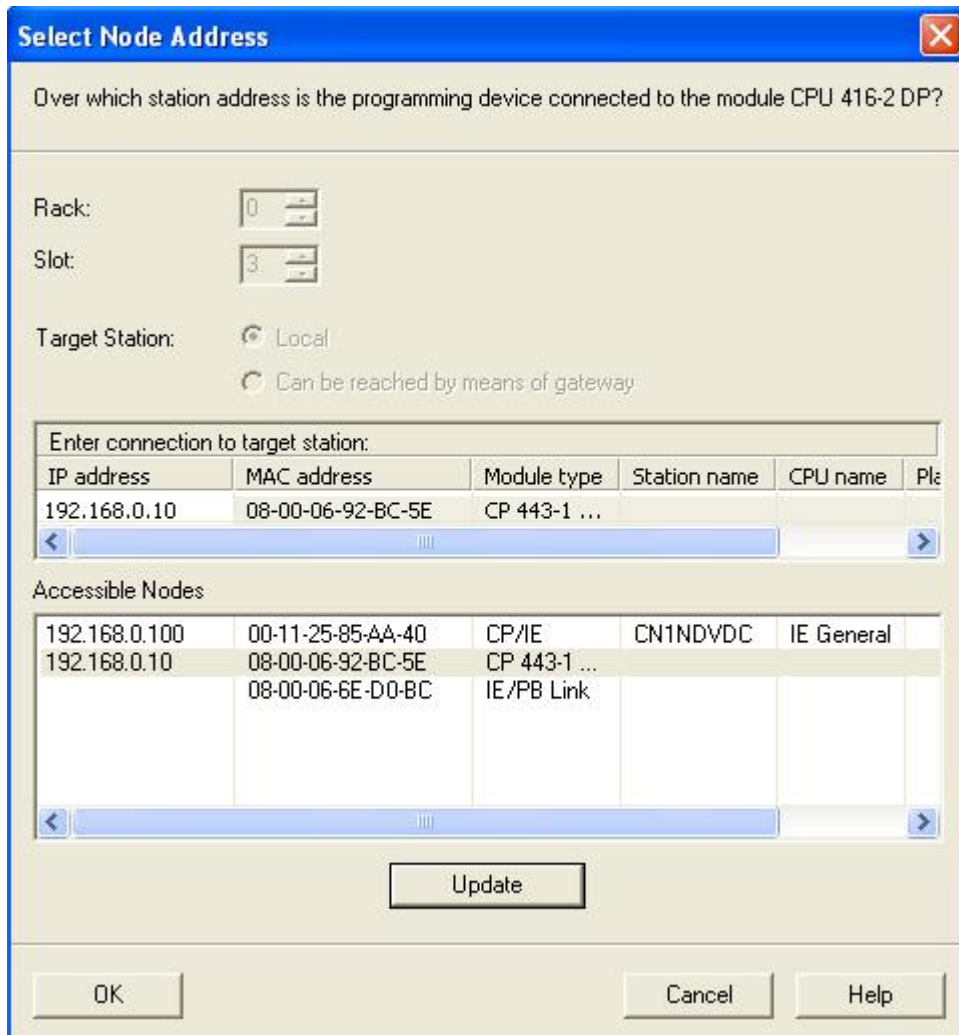 Select Node Address
Over which station address is the programming device connected to the module CPU 416-2 DP?
Rack: 0
Slot: 3
Target Station: Local
Can be reached by means of gateway
Enter connection to target station:
IP address MAC address Module type Station name CPU name Pla
192.168.0.10 08-00-06-92-BC-5E CP 443-1 ...
Accessible Nodes
192.168.0.100 00-11-25-85-AA-40 CP/IE CN1NDVDC IE General
192.168.0.10 08-00-06-92-BC-5E CP 443-1 ...
08-00-06-6E-D0-BC IE/PB Link
Update
OK Cancel Help